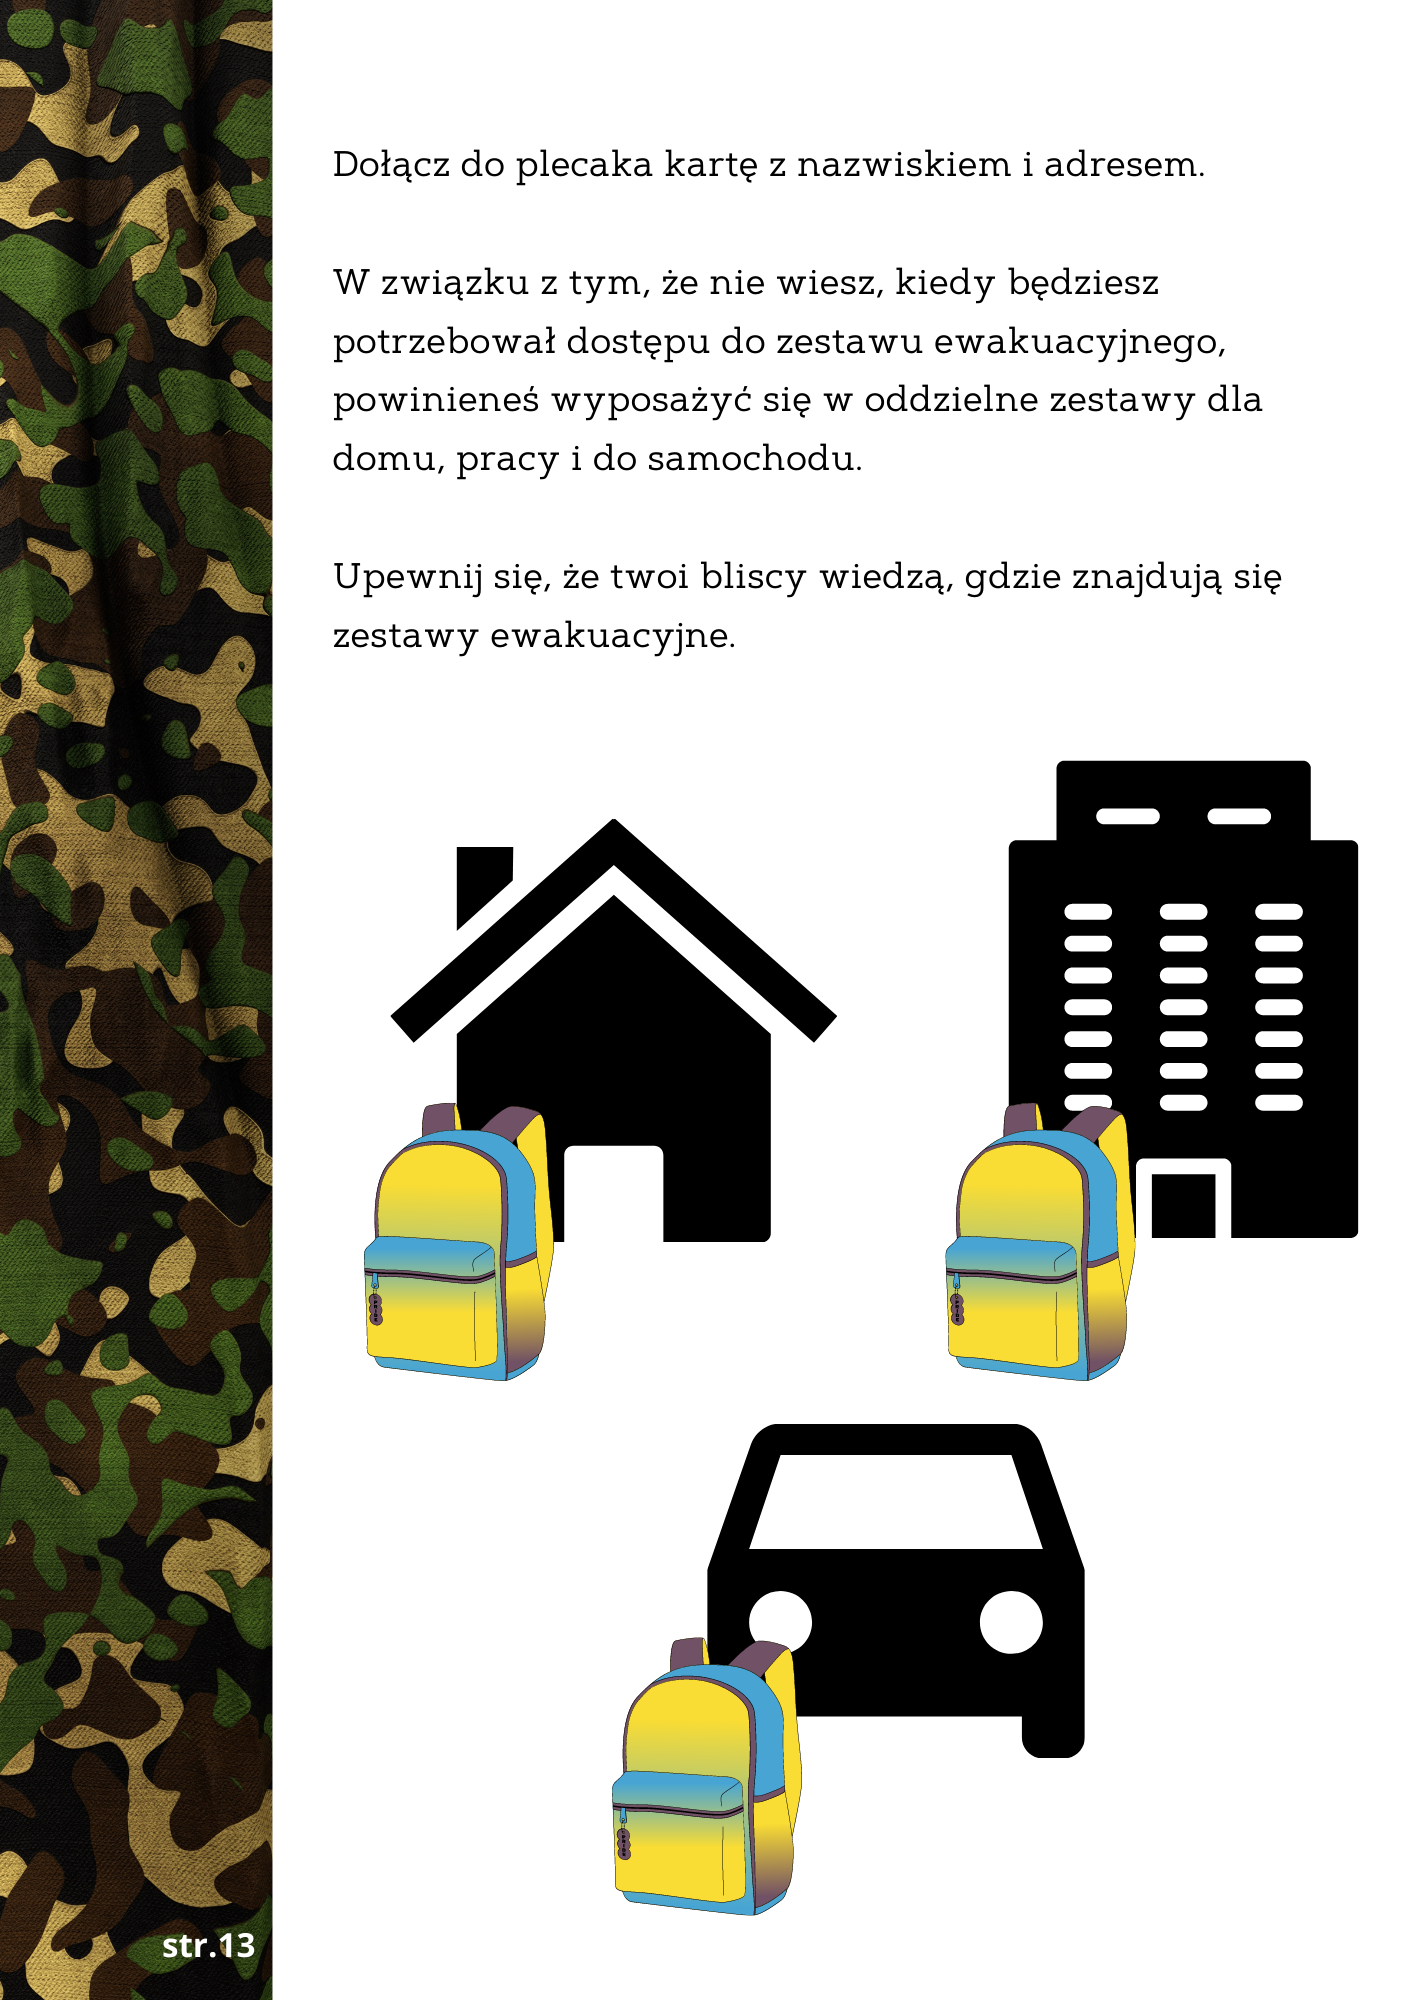 Dołącz do plecaka kartę z nazwiskiem i adresem.
W związku z tym, że nie wiesz, kiedy będziesz
potrzebował dostępu do zestawu ewakuacyjnego,
powinieneś wyposażyć się w oddzielne zestawy dla
domu, pracy i do samochodu.
Upewnij się, że twoi bliscy wiedzą, gdzie znajdują się
zestawy ewakuacyjne.
str.13